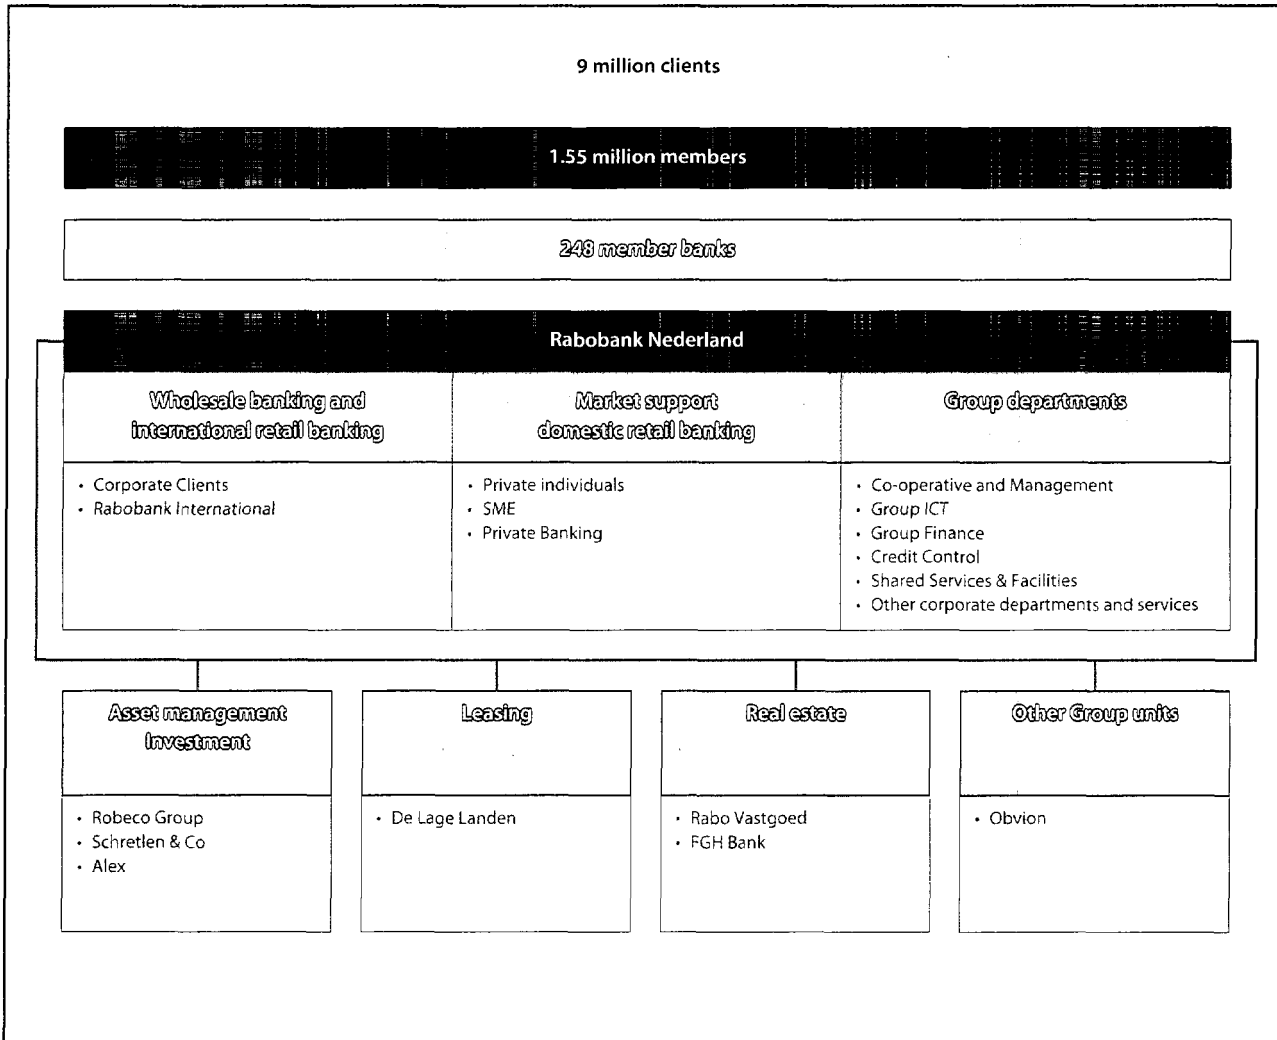 9 million clients
1.55 million members
248 member banks
Rabobank Nederland
Wholesale banking and
international retail banking
Market support
domestic retail banking
Group departments
• Corporate Clients
• Rabobank International
• Private individuals
• SME
• Private Banking
• Co-operative and Management
• Group ICT
• Group Finance
• Credit Control
• Shared Services & Facilities
• Other corporate departments and services
Asset management
Investment
Leasing
Real estate
Other Group units
• Robeco Group
• Schretlen & Co
• Alex
• De Lage Landen
• Rabo Vastgoed
• FGH Bank
• Obvion